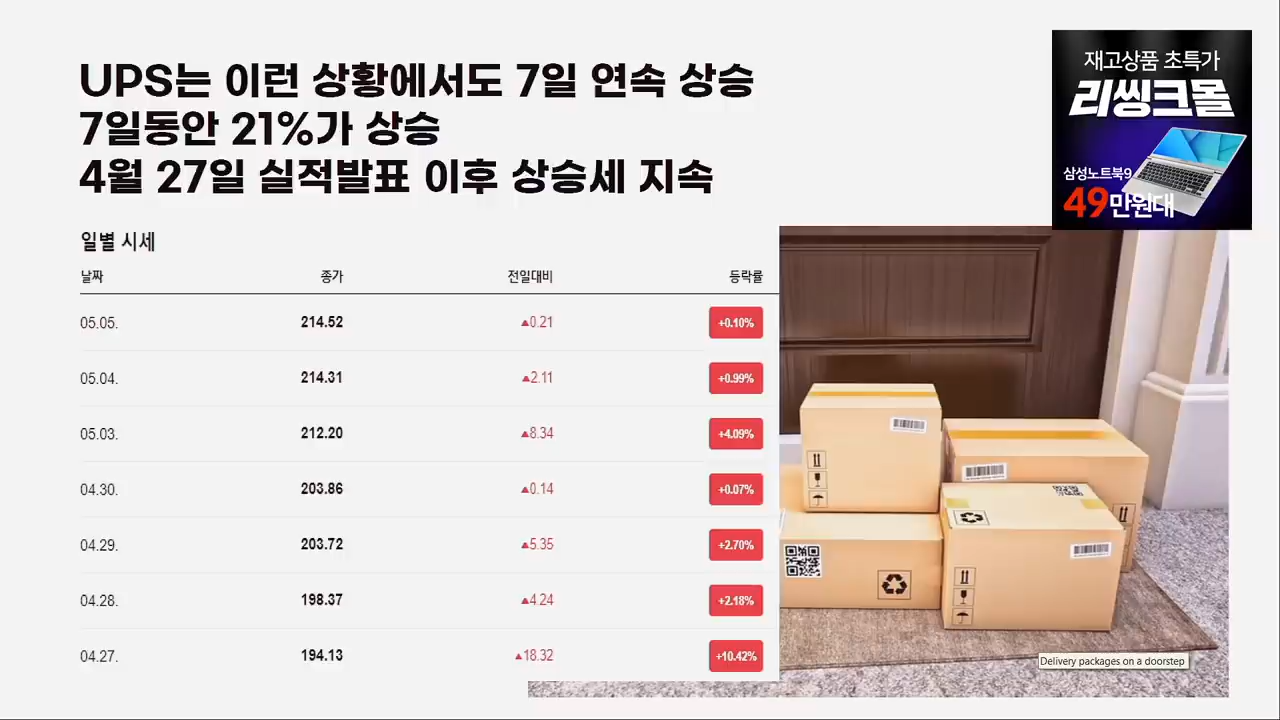 UPS는 이런 상황에서도 7일 연속 상승
7일동안 21%가 상승
4월 27일 실적발표 이후 상승세 지속
재고상품 초특가
리씽크몰
삼성노트북9
49만원대
일별 시세
날짜 종가 전일대비 등락률
05.05. 214.52 ▲0.21 +0.10%
05.04. 214.31 ▲2.11 +0.99%
05.03. 212.20 ▲8.34 +4.09%
04.30. 203.86 ▲0.14 +0.07%
04.29. 203.72 ▲5.35 +2.70%
04.28. 198.37 ▲4.24 +2.18%
04.27. 194.13 ▲18.32 +10.42%
Delivery packages on a doorstep